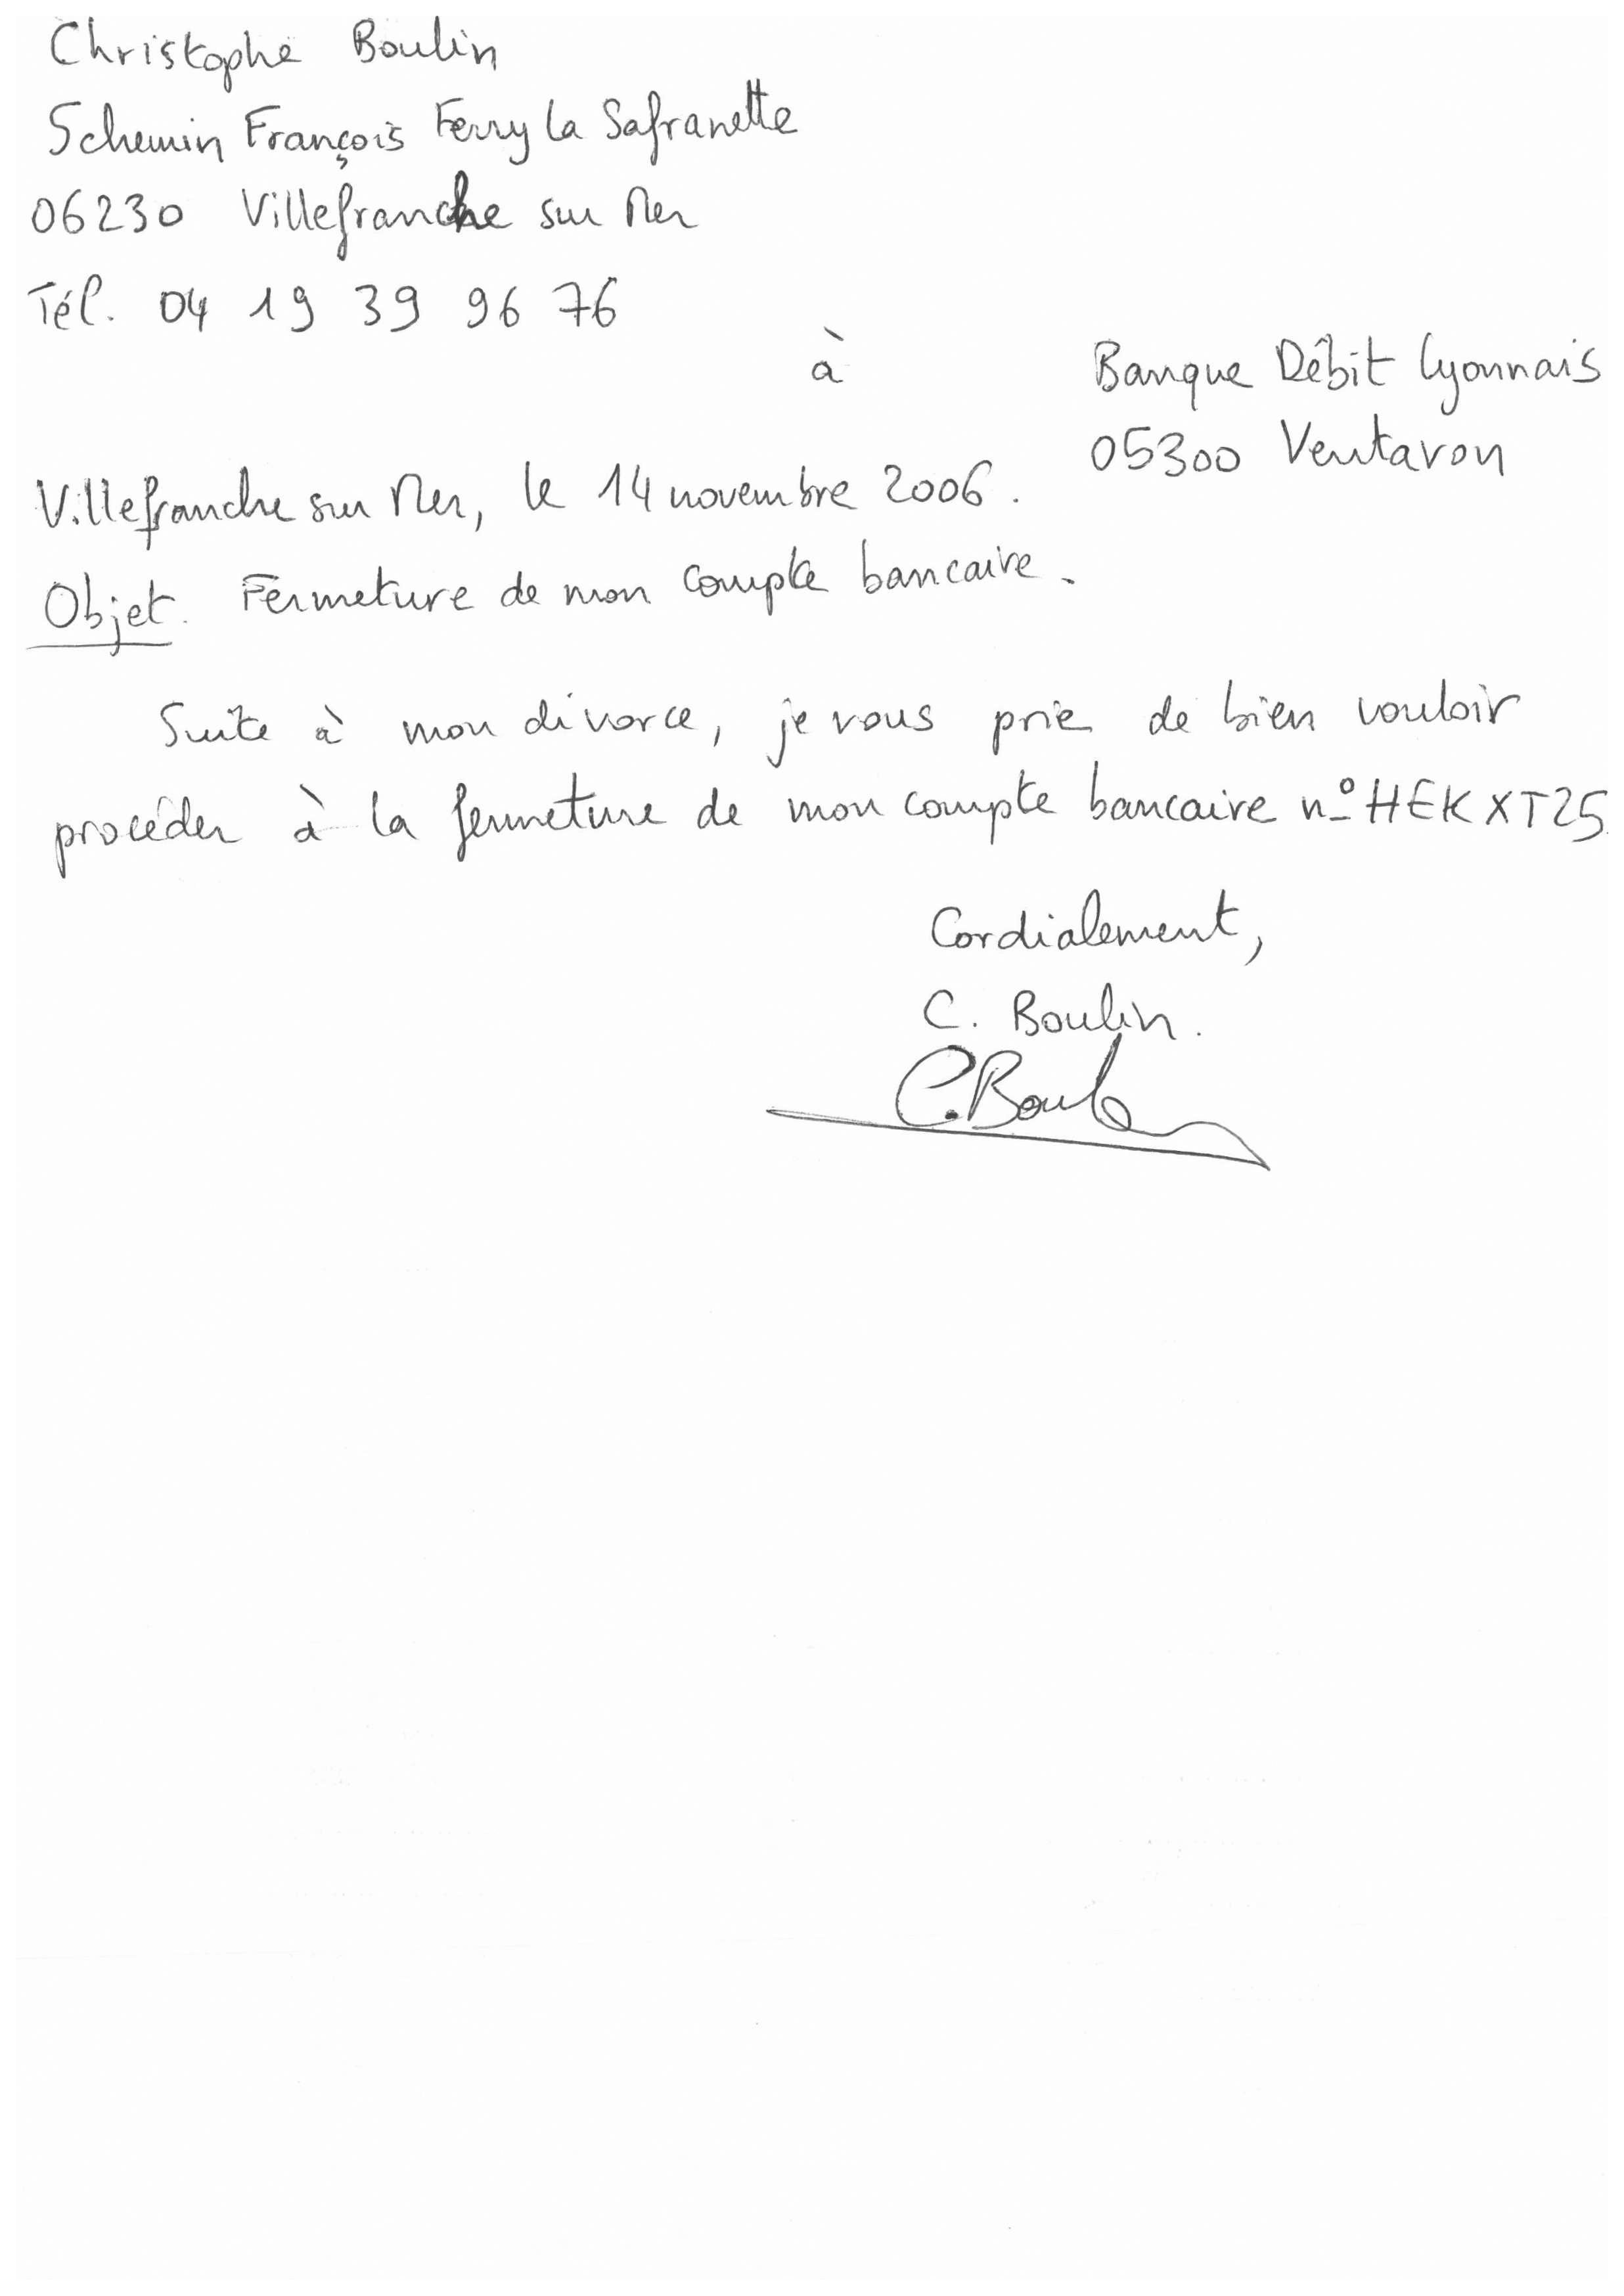 Christophe Boulin
5 chemin François Ferry la Safranette
06230 Villefranche sur Mer
Tél. 04 19 39 96 76
à
Banque Débit Lyonnais
05300 Ventavon
Villefranche sur Mer, le 14 novembre 2006.
Objet. Fermeture de mon compte bancaire.
Suite à mon divorce, je vous prie de bien vouloir
procéder à la fermeture de mon compte bancaire n° HEKXT25.
Cordialement,
C. Boulin.
C. Boulin